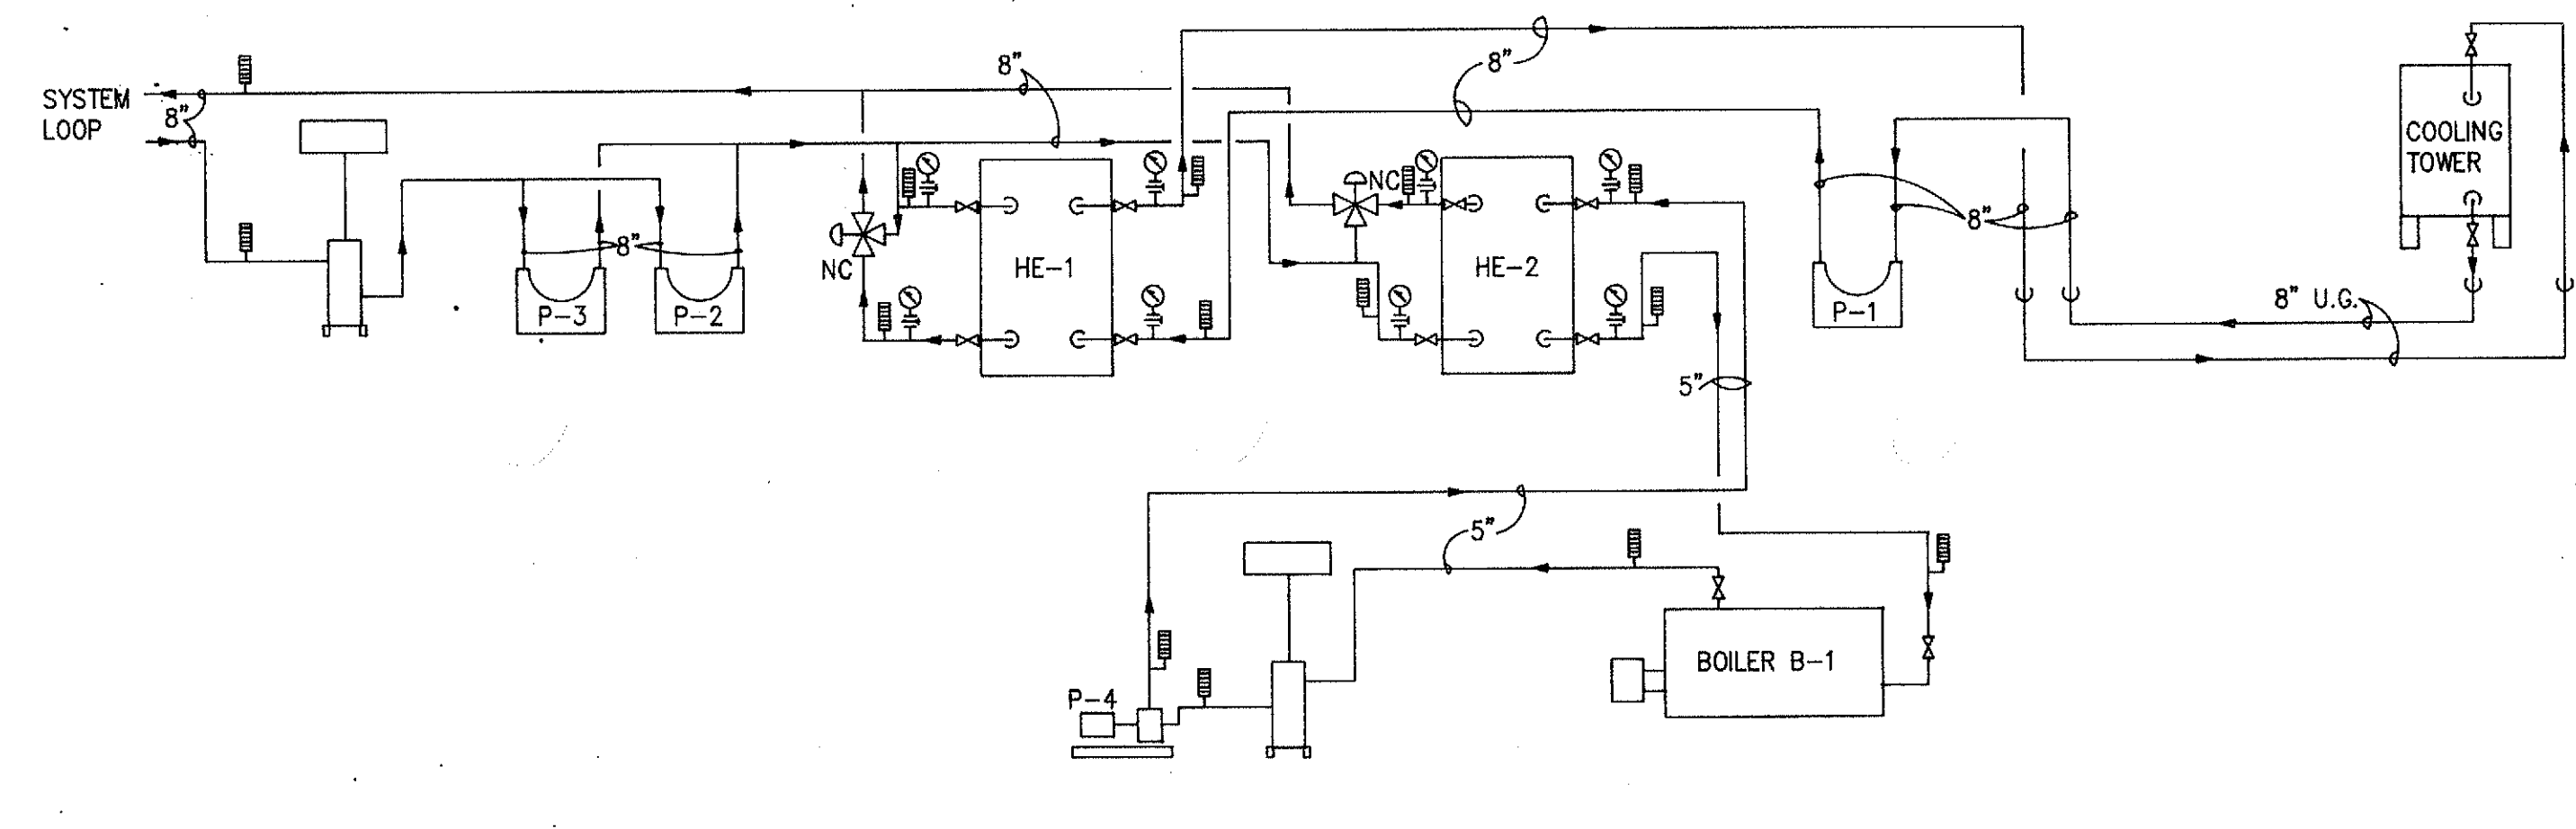 8"
8"
SYSTEM
LOOP
8"
COOLING
TOWER
NC
8"
8"
NC
HE-1
HE-2
8" U.G.
P-3
P-2
P-1
5"
5"
BOILER B-1
P-4